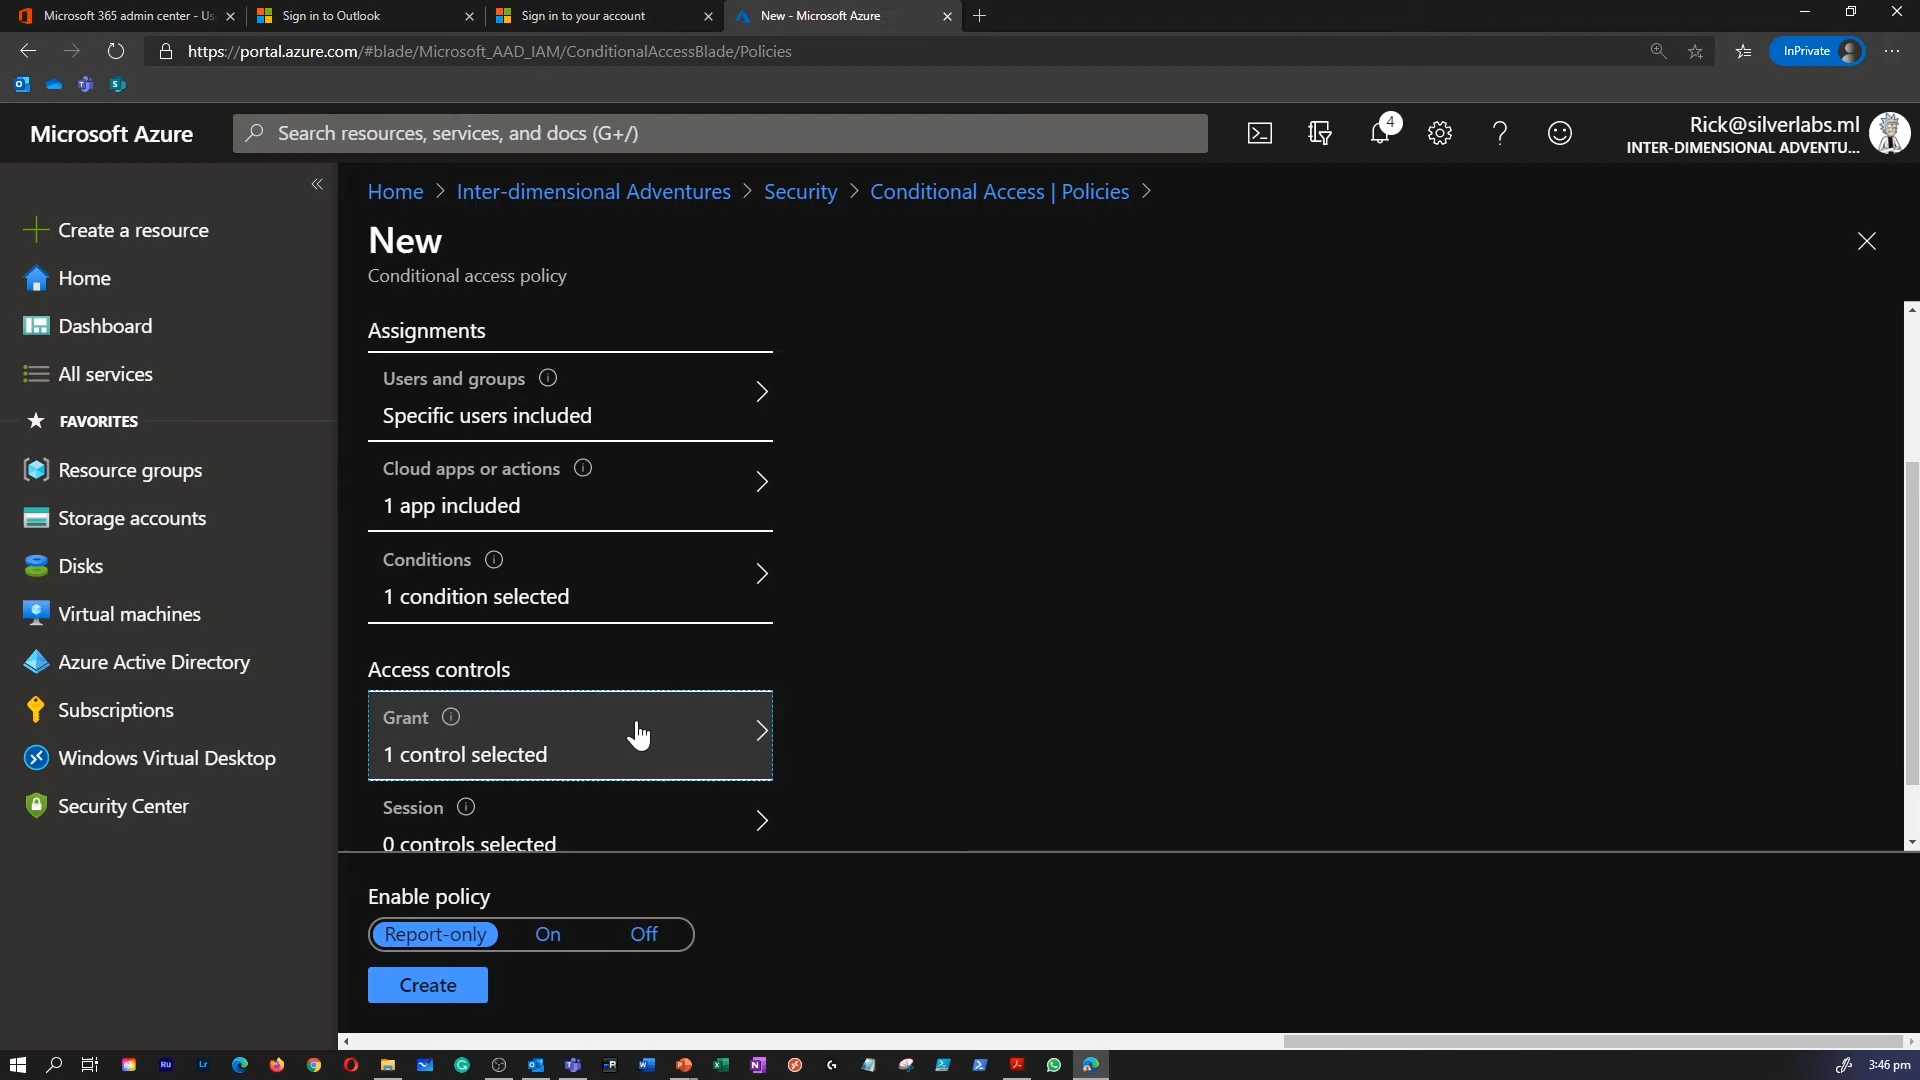 Microsoft 365 admin center - Us
Sign in to Outlook
Sign in to your account
New - Microsoft Azure
https://portal.azure.com/#blade/Microsoft_AAD_IAM/ConditionalAccessBlade/Policies
InPrivate
Microsoft Azure
Search resources, services, and docs (G+/)
4
Rick@silverlabs.ml
INTER-DIMENSIONAL ADVENTU...
Home > Inter-dimensional Adventures > Security > Conditional Access | Policies >
New
Conditional access policy
Create a resource
Home
Dashboard
All services
FAVORITES
Resource groups
Storage accounts
Disks
Virtual machines
Azure Active Directory
Subscriptions
Windows Virtual Desktop
Security Center
Assignments
Users and groups
Specific users included
Cloud apps or actions
1 app included
Conditions
1 condition selected
Access controls
Grant
1 control selected
Session
0 controls selected
Enable policy
Report-only On Off
Create
3:46 pm